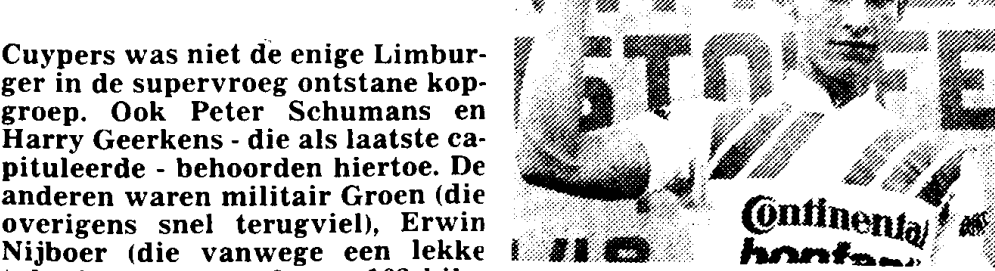 Cuypers was niet de enige Limbur-
ger in de supervroeg ontstane kop-
groep. Ook Peter Schumans en
Harry Geerkens - die als laatste ca-
pituleerde - behoorden hiertoe. De
anderen waren militair Groen (die
overigens snel terugviel), Erwin
Nijboer (die vanwege een lekke
Continental